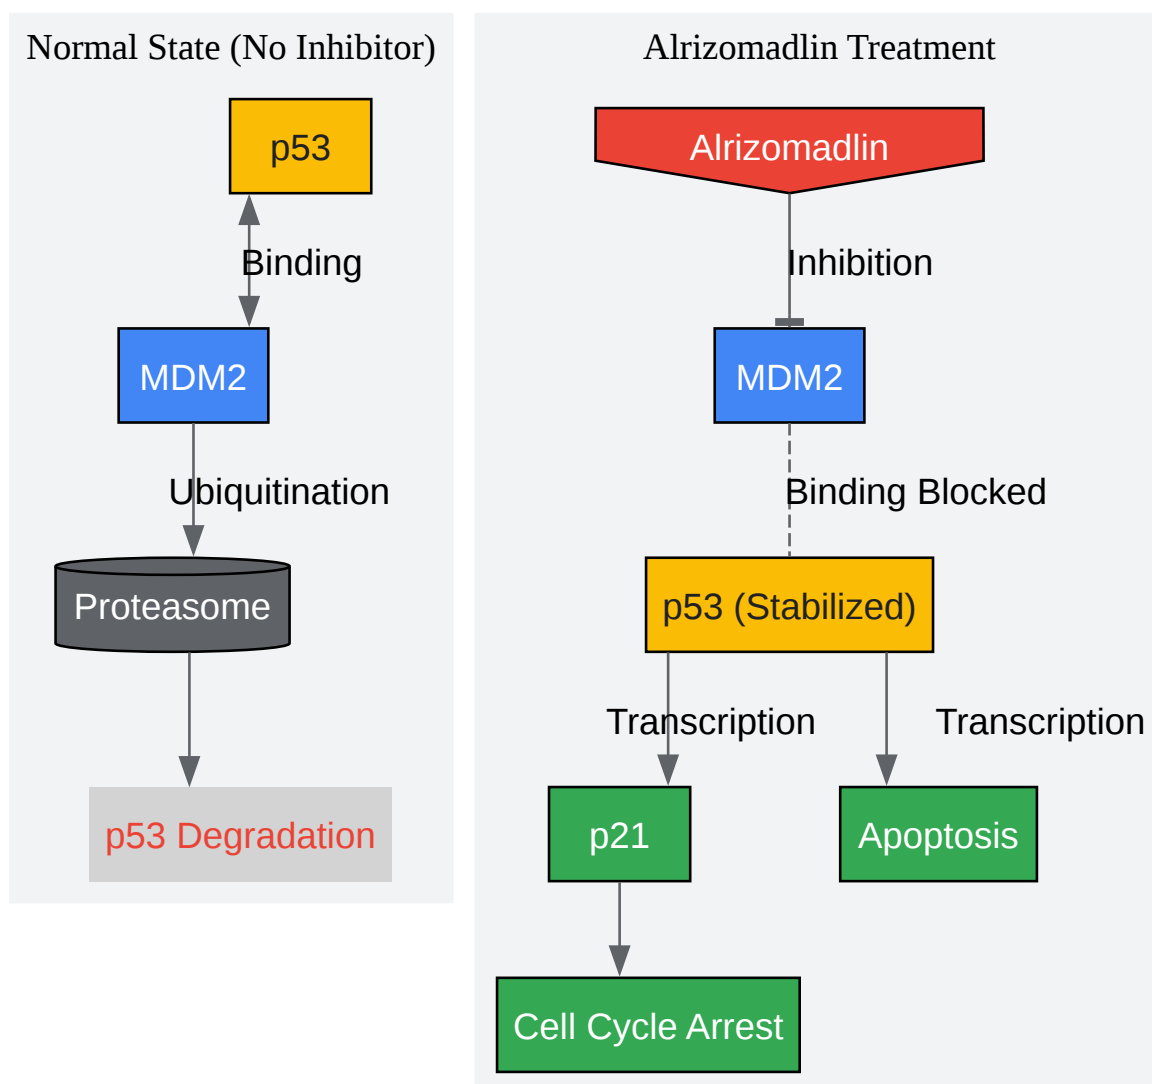 Normal State (No Inhibitor)
p53
Binding
MDM2
Ubiquitination
Proteasome
p53 Degradation
Alrizomadlin Treatment
Alrizomadlin
Inhibition
MDM2
Binding Blocked
p53 (Stabilized)
Transcription
Transcription
p21
Apoptosis
Cell Cycle Arrest